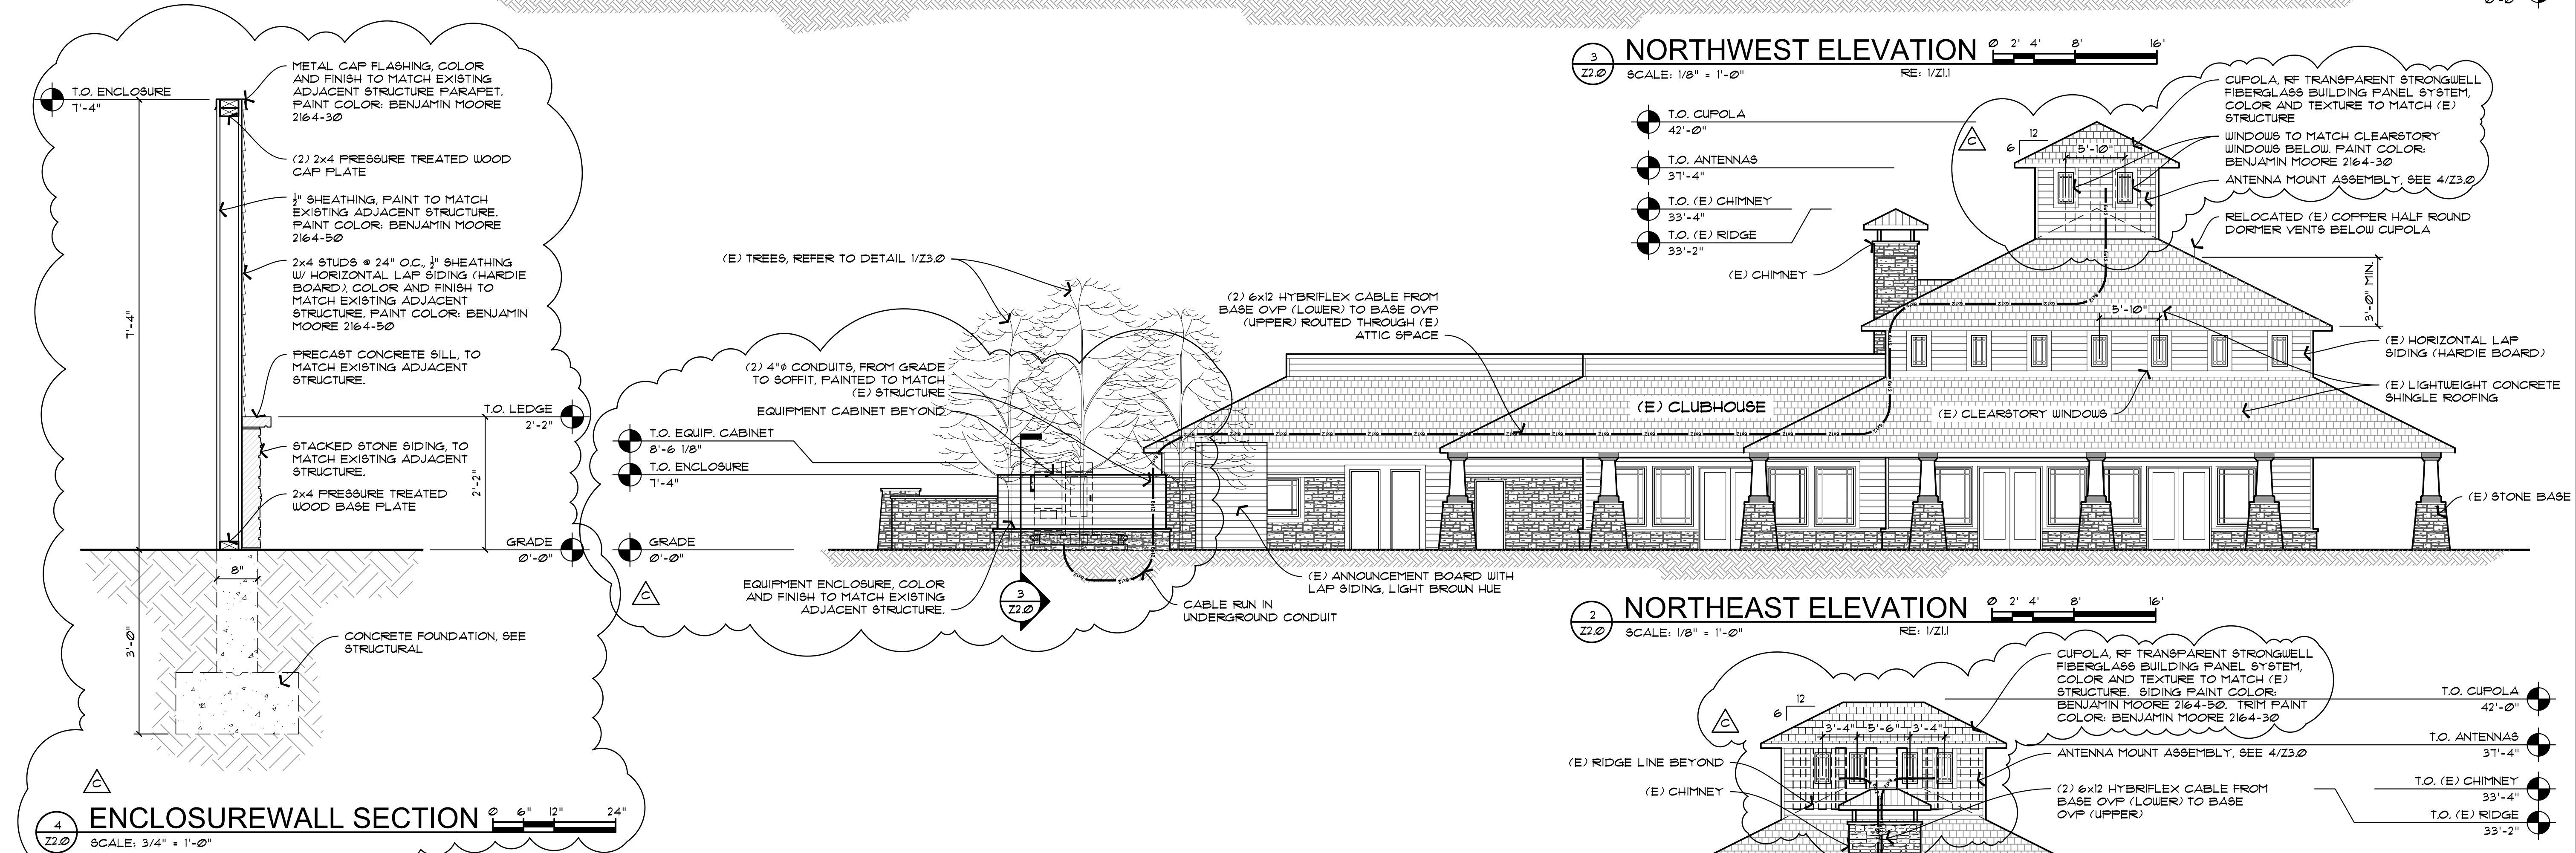 0'-0"
METAL CAP FLASHING, COLOR
AND FINISH TO MATCH EXISTING
ADJACENT STRUCTURE PARAPET.
PAINT COLOR: BENJAMIN MOORE
2164-30
T.O. ENCLOSURE
7'-4"
(2) 2x4 PRESSURE TREATED WOOD
CAP PLATE
½" SHEATHING, PAINT TO MATCH
EXISTING ADJACENT STRUCTURE.
PAINT COLOR: BENJAMIN MOORE
2164-50
7'-4"
2x4 STUDS @ 24" O.C., ½" SHEATHING
W/ HORIZONTAL LAP SIDING (HARDIE
BOARD), COLOR AND FINISH TO
MATCH EXISTING ADJACENT
STRUCTURE. PAINT COLOR: BENJAMIN
MOORE 2164-50
PRECAST CONCRETE SILL, TO
MATCH EXISTING ADJACENT
STRUCTURE.
T.O. LEDGE
2'-2"
STACKED STONE SIDING, TO
MATCH EXISTING ADJACENT
STRUCTURE.
2'-2"
2x4 PRESSURE TREATED
WOOD BASE PLATE
GRADE
0'-0"
8"
3'-0"
CONCRETE FOUNDATION, SEE
STRUCTURAL
C
4
Z2.0
ENCLOSUREWALL SECTION
0 6" 12" 24"
SCALE: 3/4" = 1'-0"
3
Z2.0
NORTHWEST ELEVATION
0 2' 4' 8' 16'
SCALE: 1/8" = 1'-0"
RE: 1/Z1.1
T.O. CUPOLA
42'-0"
T.O. ANTENNAS
37'-4"
T.O. (E) CHIMNEY
33'-4"
T.O. (E) RIDGE
33'-2"
C
12
6
5'-10"
CUPOLA, RF TRANSPARENT STRONGWELL
FIBERGLASS BUILDING PANEL SYSTEM,
COLOR AND TEXTURE TO MATCH (E)
STRUCTURE
WINDOWS TO MATCH CLEARSTORY
WINDOWS BELOW. PAINT COLOR:
BENJAMIN MOORE 2164-30
ANTENNA MOUNT ASSEMBLY, SEE 4/Z3.0
RELOCATED (E) COPPER HALF ROUND
DORMER VENTS BELOW CUPOLA
(E) CHIMNEY
3'-0" MIN.
5'-10"
(E) TREES, REFER TO DETAIL 1/Z3.0
(2) 6x12 HYBRIFLEX CABLE FROM
BASE OVP (LOWER) TO BASE OVP
(UPPER) ROUTED THROUGH (E)
ATTIC SPACE
(2) 4"ø CONDUITS, FROM GRADE
TO SOFFIT, PAINTED TO MATCH
(E) STRUCTURE
EQUIPMENT CABINET BEYOND
T.O. EQUIP. CABINET
8'-6 1/8"
T.O. ENCLOSURE
7'-4"
GRADE
0'-0"
C
EQUIPMENT ENCLOSURE, COLOR
AND FINISH TO MATCH EXISTING
ADJACENT STRUCTURE.
3
Z2.0
CABLE RUN IN
UNDERGROUND CONDUIT
(E) ANNOUNCEMENT BOARD WITH
LAP SIDING, LIGHT BROWN HUE
(E) CLUBHOUSE
(E) CLEARSTORY WINDOWS
(E) HORIZONTAL LAP
SIDING (HARDIE BOARD)
(E) LIGHTWEIGHT CONCRETE
SHINGLE ROOFING
(E) STONE BASE
2
Z2.0
NORTHEAST ELEVATION
0 2' 4' 8' 16'
SCALE: 1/8" = 1'-0"
RE: 1/Z1.1
C
12
6
3'-4" 5'-6" 3'-4"
CUPOLA, RF TRANSPARENT STRONGWELL
FIBERGLASS BUILDING PANEL SYSTEM,
COLOR AND TEXTURE TO MATCH (E)
STRUCTURE. SIDING PAINT COLOR:
BENJAMIN MOORE 2164-50. TRIM PAINT
COLOR: BENJAMIN MOORE 2164-30
ANTENNA MOUNT ASSEMBLY, SEE 4/Z3.0
(E) RIDGE LINE BEYOND
(E) CHIMNEY
(2) 6x12 HYBRIFLEX CABLE FROM
BASE OVP (LOWER) TO BASE
OVP (UPPER)
T.O. CUPOLA
42'-0"
T.O. ANTENNAS
37'-4"
T.O. (E) CHIMNEY
33'-4"
T.O. (E) RIDGE
33'-2"